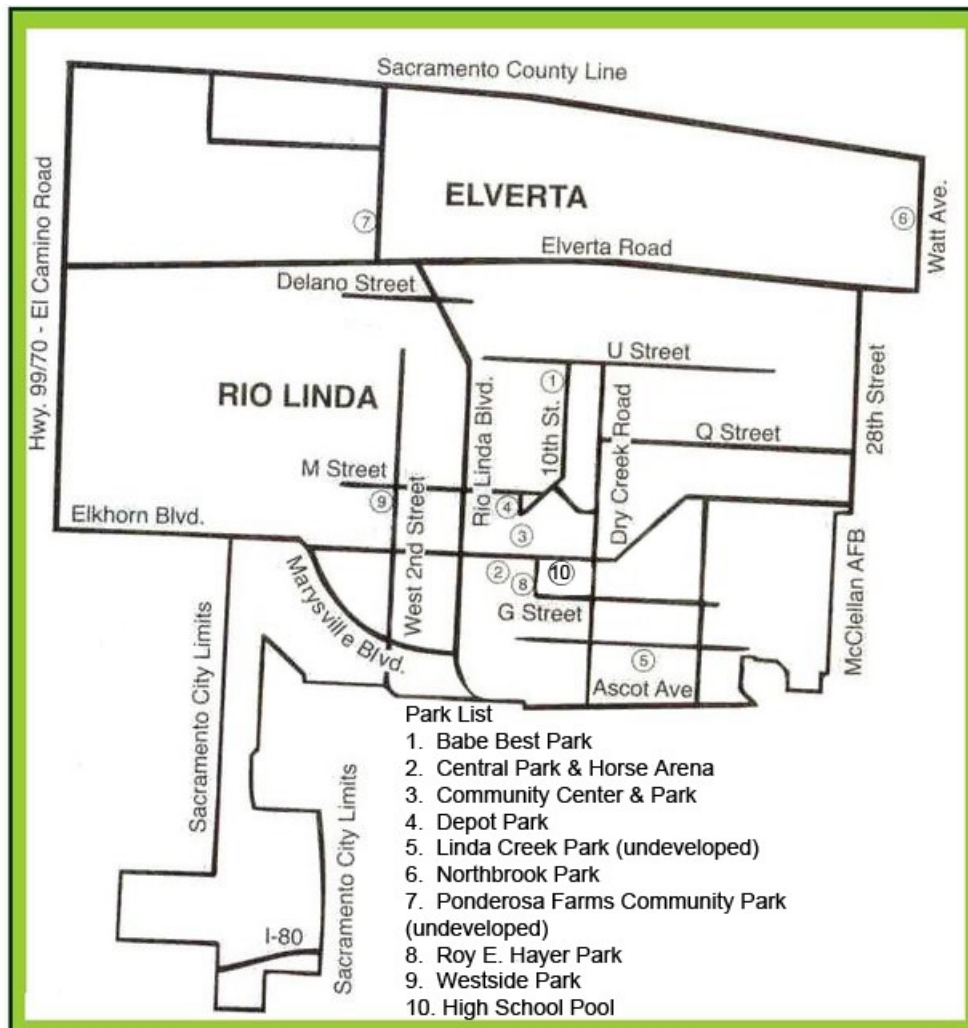 Sacramento County Line
ELVERTA
7
6
Watt Ave.
Hwy. 99/70 - El Camino Road
Elverta Road
Delano Street
U Street
1
RIO LINDA
Rio Linda Blvd.
10th St.
Dry Creek Road
28th Street
Q Street
M Street
9
4
West 2nd Street
3
Elkhorn Blvd.
2
10
8
McClellan AFB
Marysville Blvd.
G Street
5
Ascot Ave
Sacramento City Limits
Sacramento City Limits
I-80
Park List
1. Babe Best Park
2. Central Park & Horse Arena
3. Community Center & Park
4. Depot Park
5. Linda Creek Park (undeveloped)
6. Northbrook Park
7. Ponderosa Farms Community Park
(undeveloped)
8. Roy E. Hayer Park
9. Westside Park
10. High School Pool